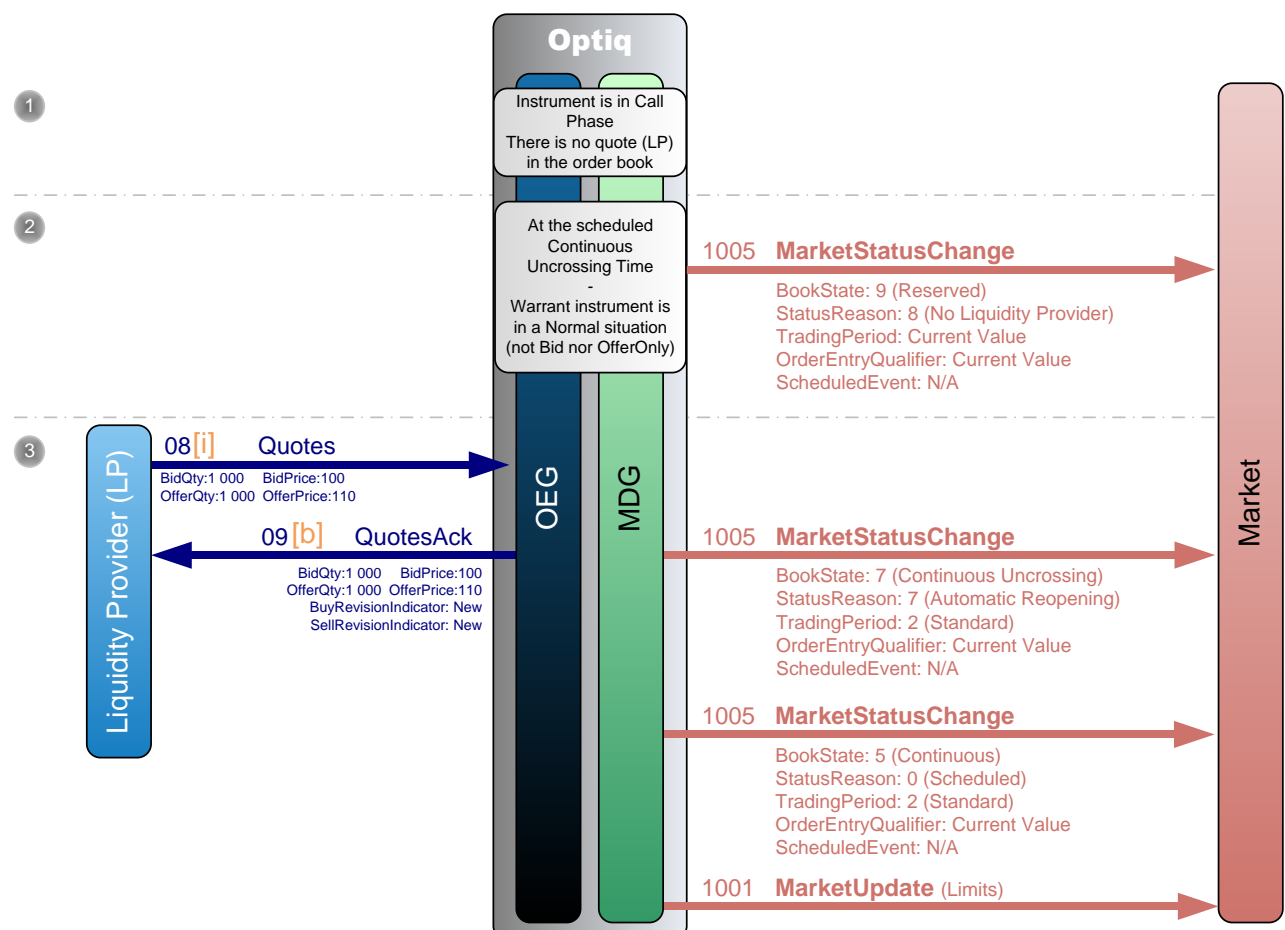 Optiq
1
Instrument is in Call
Phase
There is no quote (LP)
in the order book
2
At the scheduled
Continuous
Uncrossing Time
-
Warrant instrument is
in a Normal situation
(not Bid nor OfferOnly)
1005 MarketStatusChange
BookState: 9 (Reserved)
StatusReason: 8 (No Liquidity Provider)
TradingPeriod: Current Value
OrderEntryQualifier: Current Value
ScheduledEvent: N/A
3
Liquidity Provider (LP)
08[i] Quotes
BidQty:1 000 BidPrice:100
OfferQty:1 000 OfferPrice:110
09[b] QuotesAck
BidQty:1 000 BidPrice:100
OfferQty:1 000 OfferPrice:110
BuyRevisionIndicator: New
SellRevisionIndicator: New
OEG
MDG
Market
1005 MarketStatusChange
BookState: 7 (Continuous Uncrossing)
StatusReason: 7 (Automatic Reopening)
TradingPeriod: 2 (Standard)
OrderEntryQualifier: Current Value
ScheduledEvent: N/A
1005 MarketStatusChange
BookState: 5 (Continuous)
StatusReason: 0 (Scheduled)
TradingPeriod: 2 (Standard)
OrderEntryQualifier: Current Value
ScheduledEvent: N/A
1001 MarketUpdate (Limits)